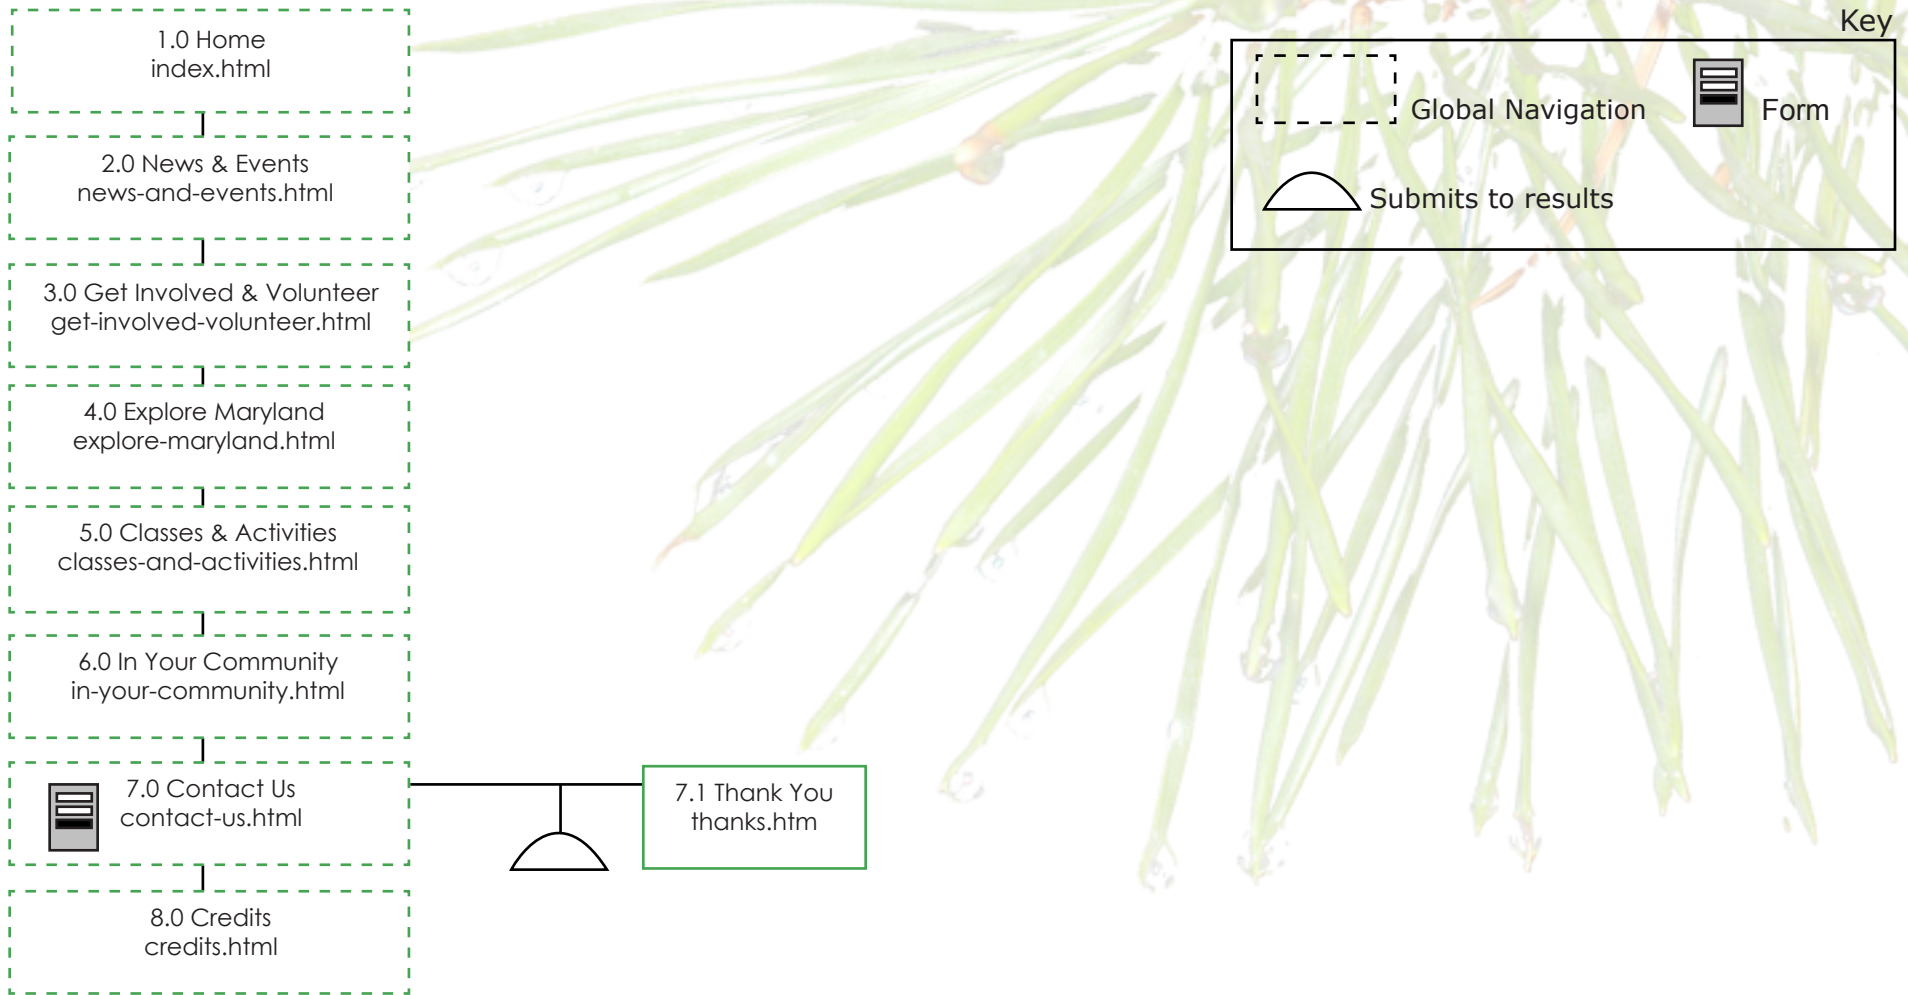 1.0 Home
index.html
2.0 News & Events
news-and-events.html
3.0 Get Involved & Volunteer
get-involved-volunteer.html
4.0 Explore Maryland
explore-maryland.html
5.0 Classes & Activities
classes-and-activities.html
6.0 In Your Community
in-your-community.html
7.0 Contact Us
contact-us.html
7.1 Thank You
thanks.htm
8.0 Credits
credits.html
Key
Global Navigation
Form
Submits to results